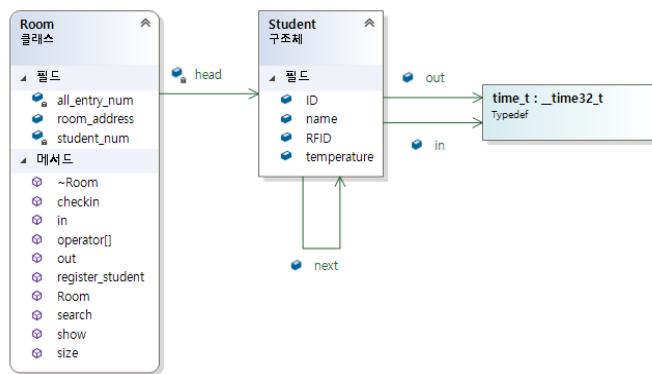 Room
클래스
필드
all_entry_num
room_address
student_num
메서드
~Room
checkin
in
operator[]
out
register_student
Room
search
show
size
head
Student
구조체
필드
ID
name
RFID
temperature
next
out
in
time_t : __time32_t
Typedef